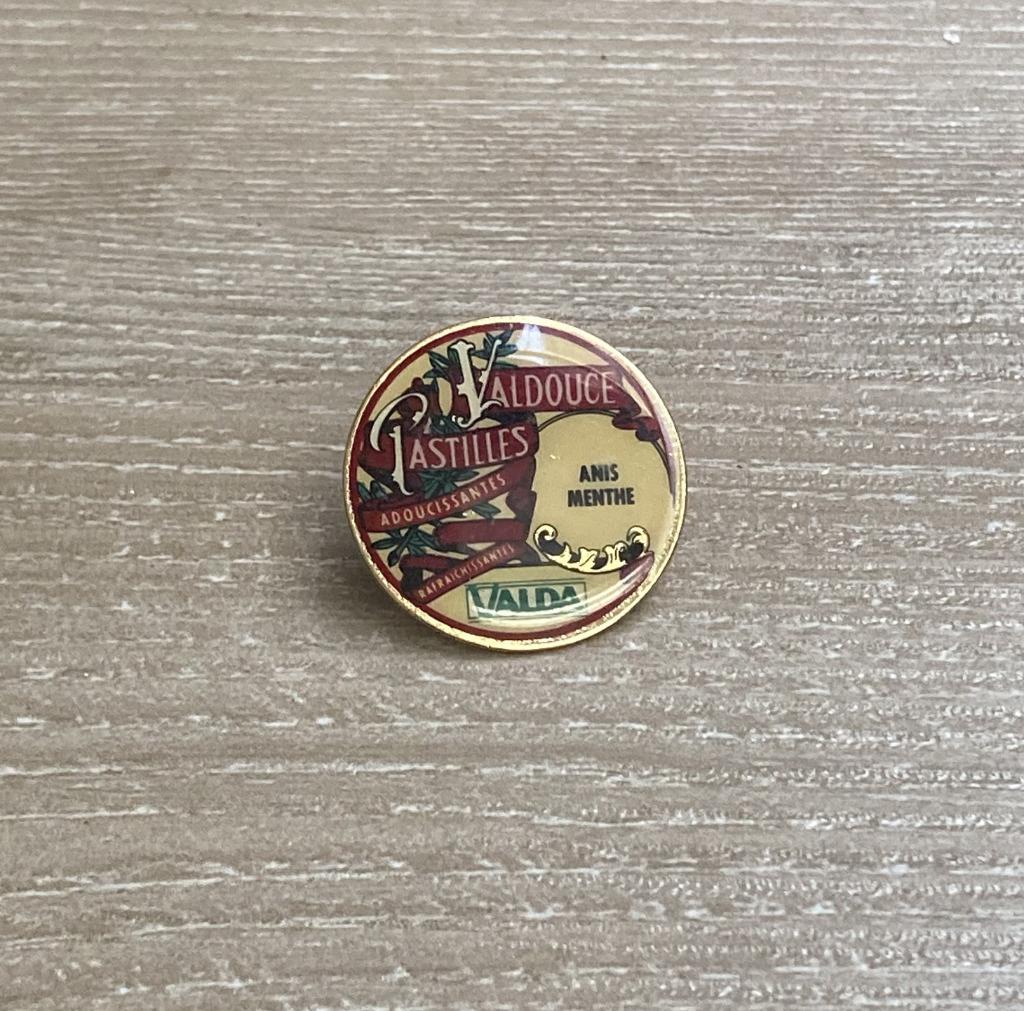 VALDOUCE
PASTILLES
ADOUCISSANTES
RAFRAICHISSANTES
ANIS
MENTHE
VALDA